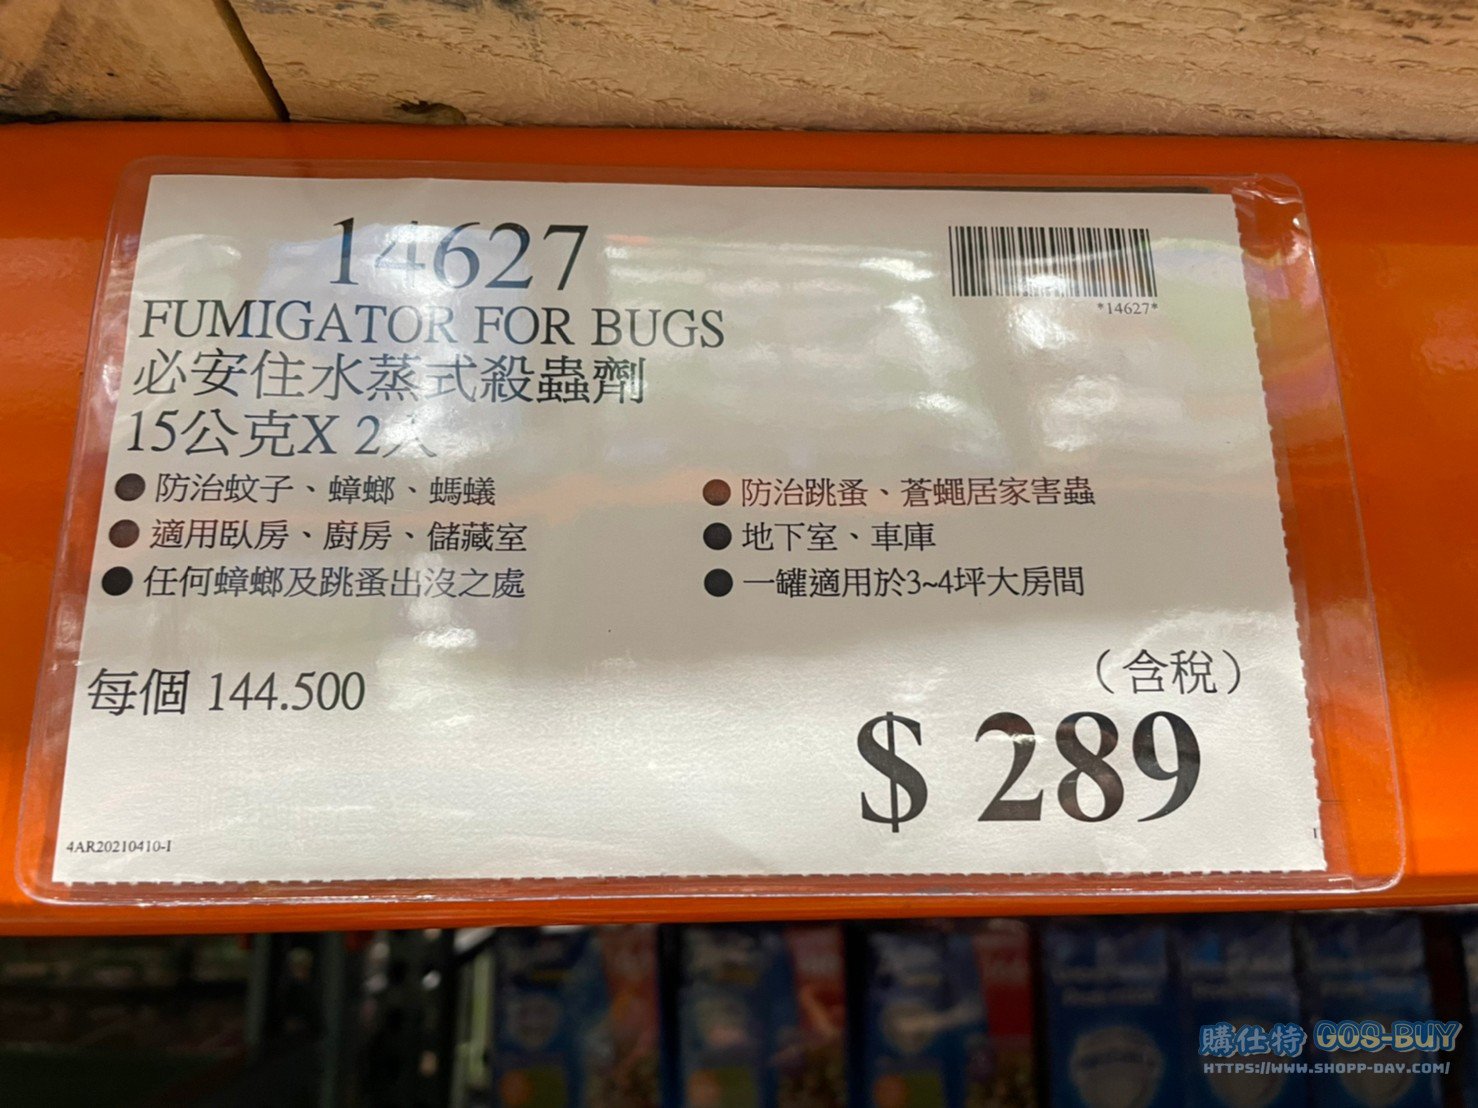 14627
*14627*
FUMIGATOR FOR BUGS
必安住水蒸式殺蟲劑
15公克X 2入
● 防治蚊子、蟑螂、螞蟻
● 防治跳蚤、蒼蠅居家害蟲
● 適用臥房、廚房、儲藏室
● 地下室、車庫
● 任何蟑螂及跳蚤出沒之處
● 一罐適用於3~4坪大房間
每個 144.500
（含稅）
$ 289
4AR20210410-I
1
購仕特 COS-BUY
HTTPS://WWW.SHOPP-DAY.COM/